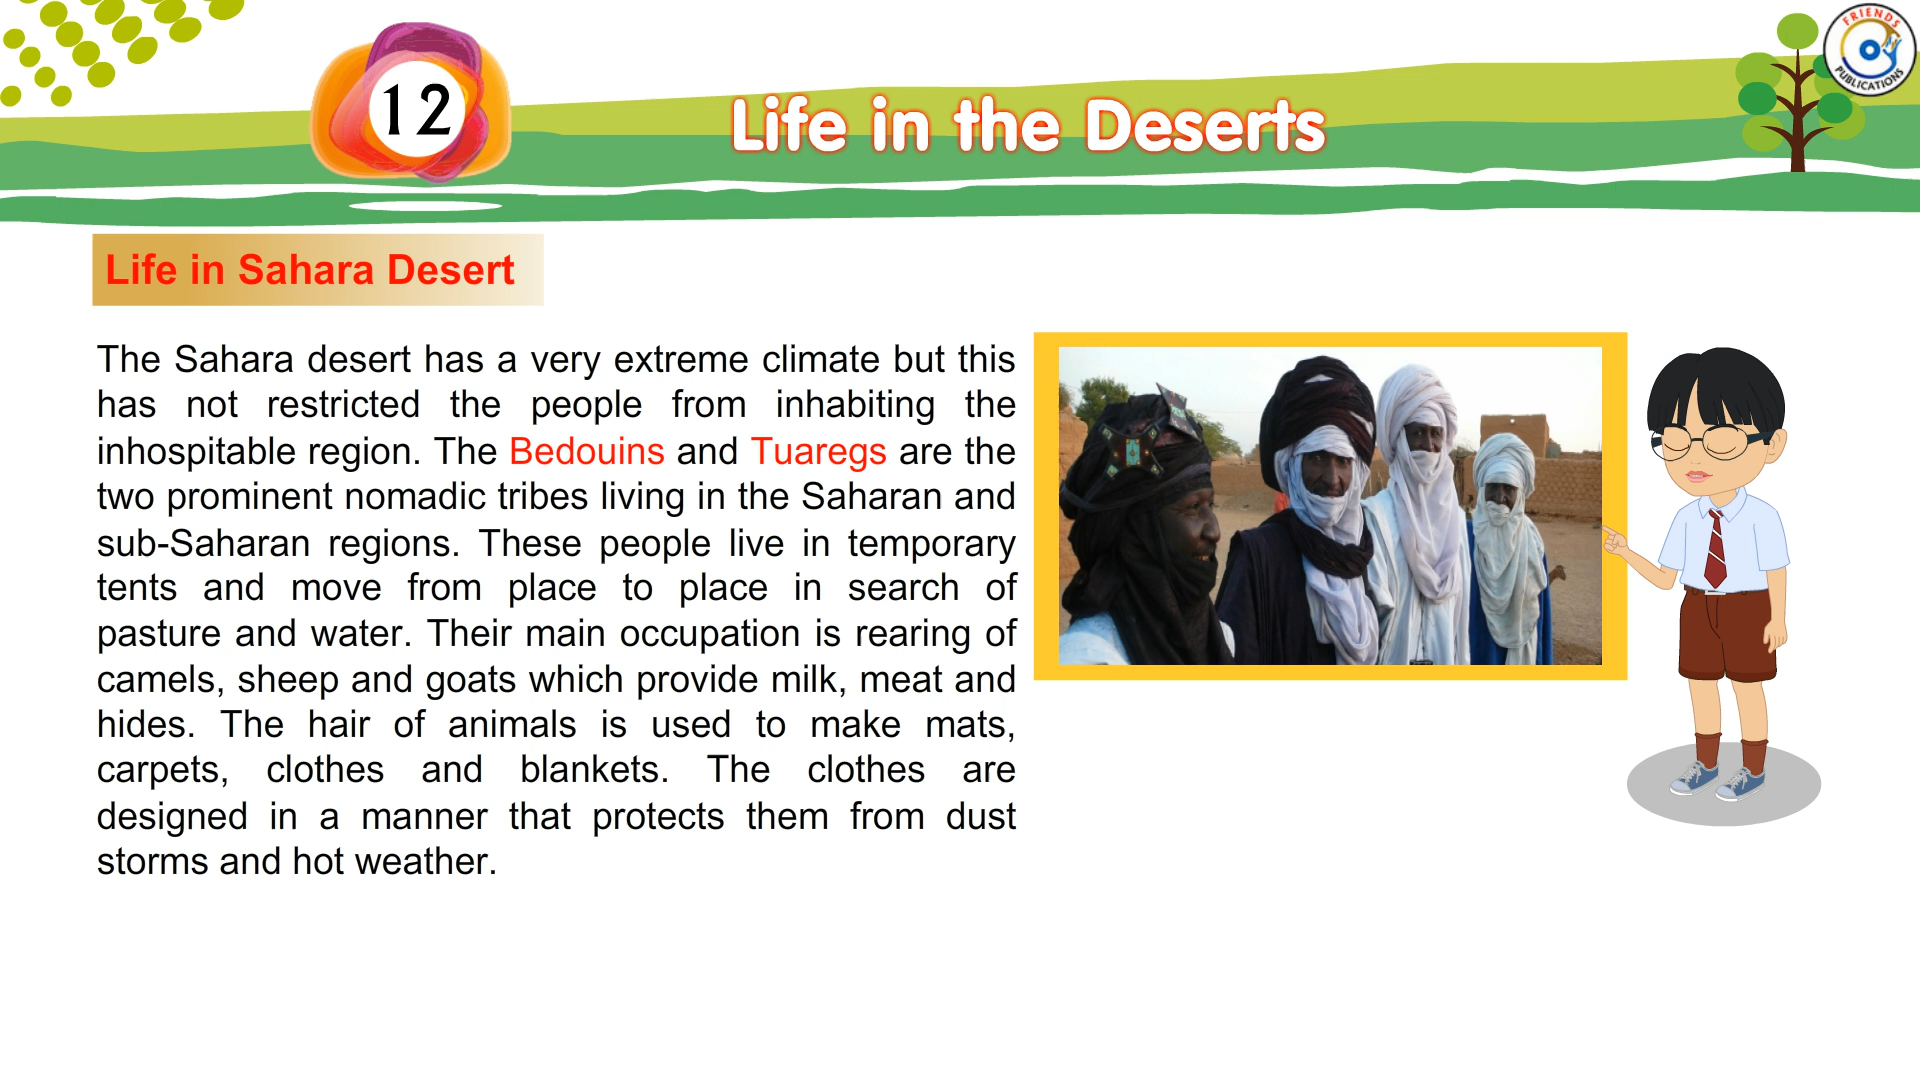 12
Life in the Deserts
FRIENDS
PUBLICATIONS
Life in Sahara Desert
The Sahara desert has a very extreme climate but this
has not restricted the people from inhabiting the
inhospitable region. The Bedouins and Tuaregs are the
two prominent nomadic tribes living in the Saharan and
sub-Saharan regions. These people live in temporary
tents and move from place to place in search of
pasture and water. Their main occupation is rearing of
camels, sheep and goats which provide milk, meat and
hides. The hair of animals is used to make mats,
carpets, clothes and blankets. The clothes are
designed in a manner that protects them from dust
storms and hot weather.